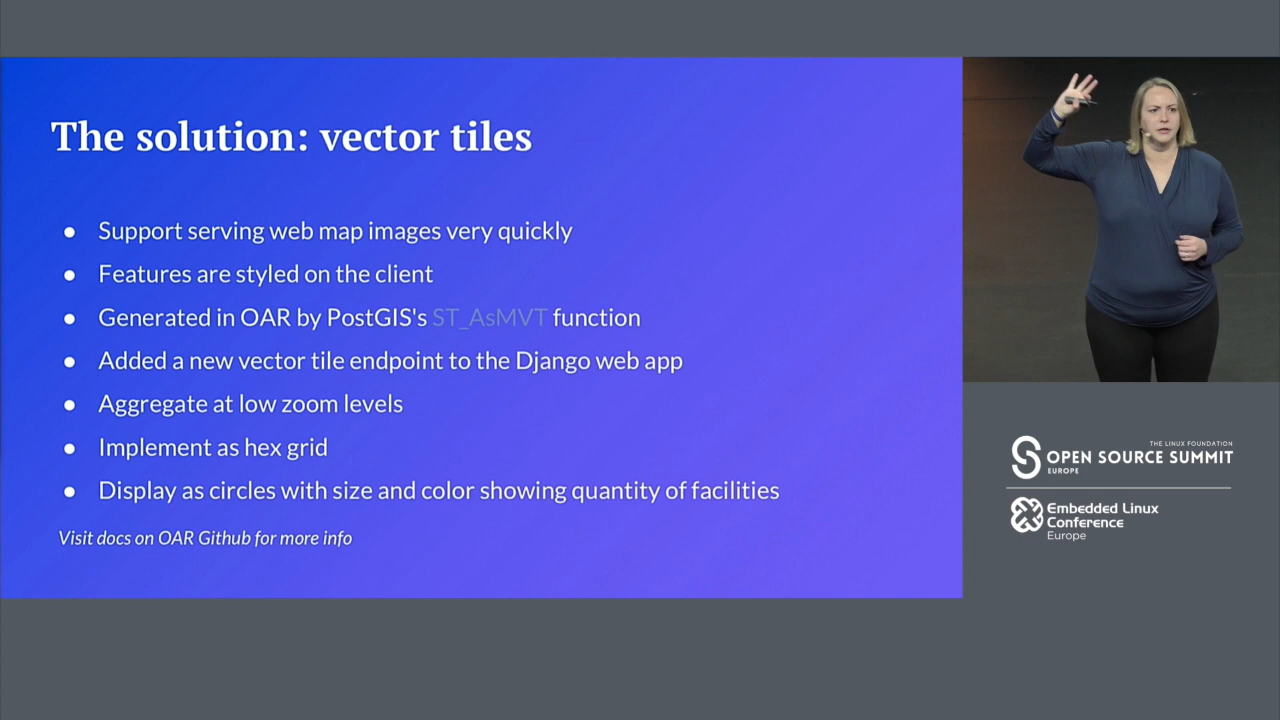 The solution: vector tiles
● Support serving web map images very quickly
● Features are styled on the client
● Generated in OAR by PostGIS's ST_AsMVT function
● Added a new vector tile endpoint to the Django web app
● Aggregate at low zoom levels
● Implement as hex grid
● Display as circles with size and color showing quantity of facilities
Visit docs on OAR Github for more info
THE LINUX FOUNDATION
OPEN SOURCE SUMMIT
EUROPE
Embedded Linux
Conference
Europe